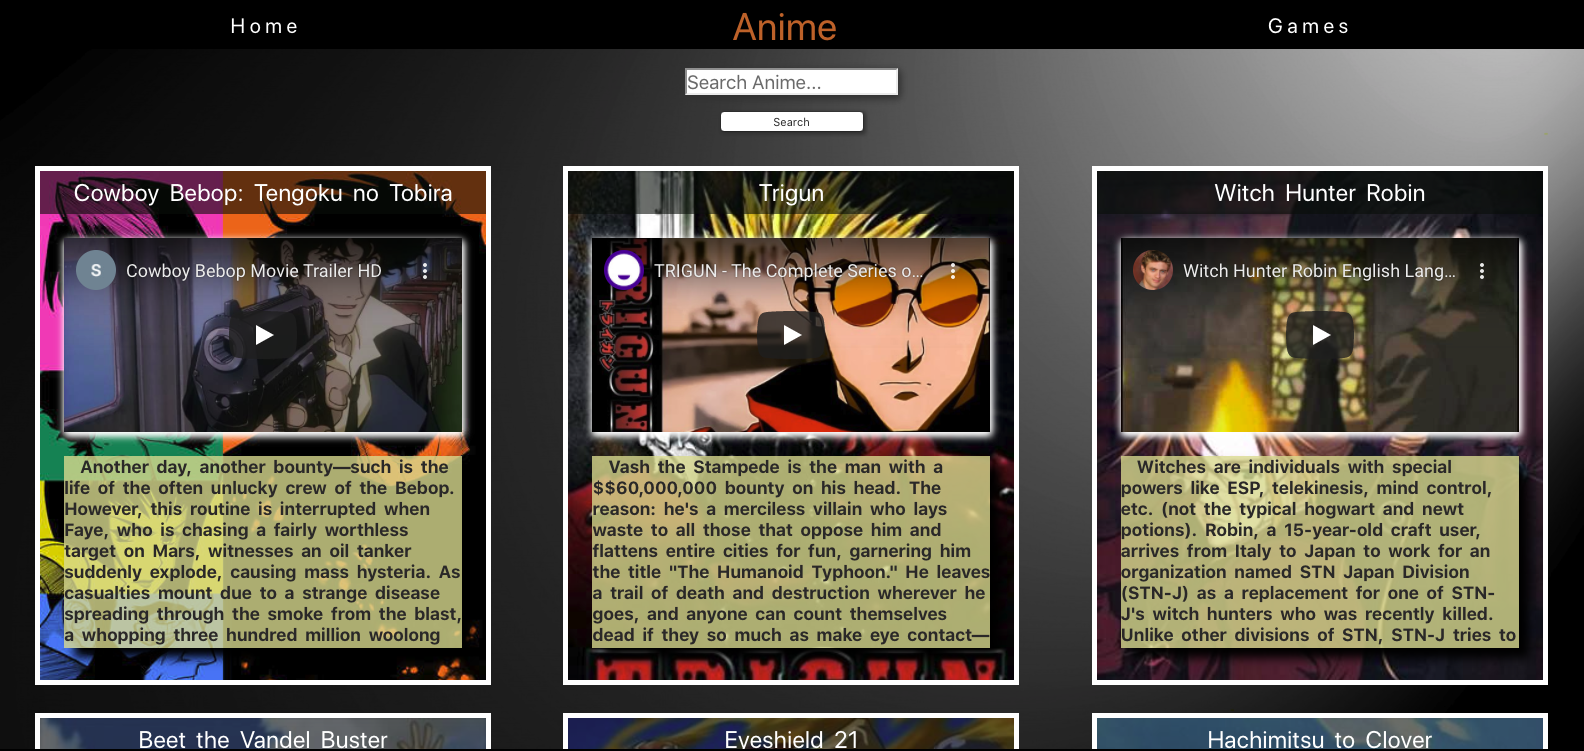 Home
Anime
Games
Search Anime...
Search
Cowboy Bebop: Tengoku no Tobira
S
Cowboy Bebop Movie Trailer HD
Another day, another bounty—such is the
life of the often unlucky crew of the Bebop.
However, this routine is interrupted when
Faye, who is chasing a fairly worthless
target on Mars, witnesses an oil tanker
suddenly explode, causing mass hysteria. As
casualties mount due to a strange disease
spreading through the smoke from the blast,
a whopping three hundred million woolong
Trigun
TRIGUN - The Complete Series o...
トライガン
TRIGUN
Vash the Stampede is the man with a
$$60,000,000 bounty on his head. The
reason: he's a merciless villain who lays
waste to all those that oppose him and
flattens entire cities for fun, garnering him
the title "The Humanoid Typhoon." He leaves
a trail of death and destruction wherever he
goes, and anyone can count themselves
dead if they so much as make eye contact—
TRIGUN
Witch Hunter Robin
Witch Hunter Robin English Lang...
Witches are individuals with special
powers like ESP, telekinesis, mind control,
etc. (not the typical hogwart and newt
potions). Robin, a 15-year-old craft user,
arrives from Italy to Japan to work for an
organization named STN Japan Division
(STN-J) as a replacement for one of STN-
J's witch hunters who was recently killed.
Unlike other divisions of STN, STN-J tries to
Beet the Vandel Buster
Eyeshield 21
Hachimitsu to Clover